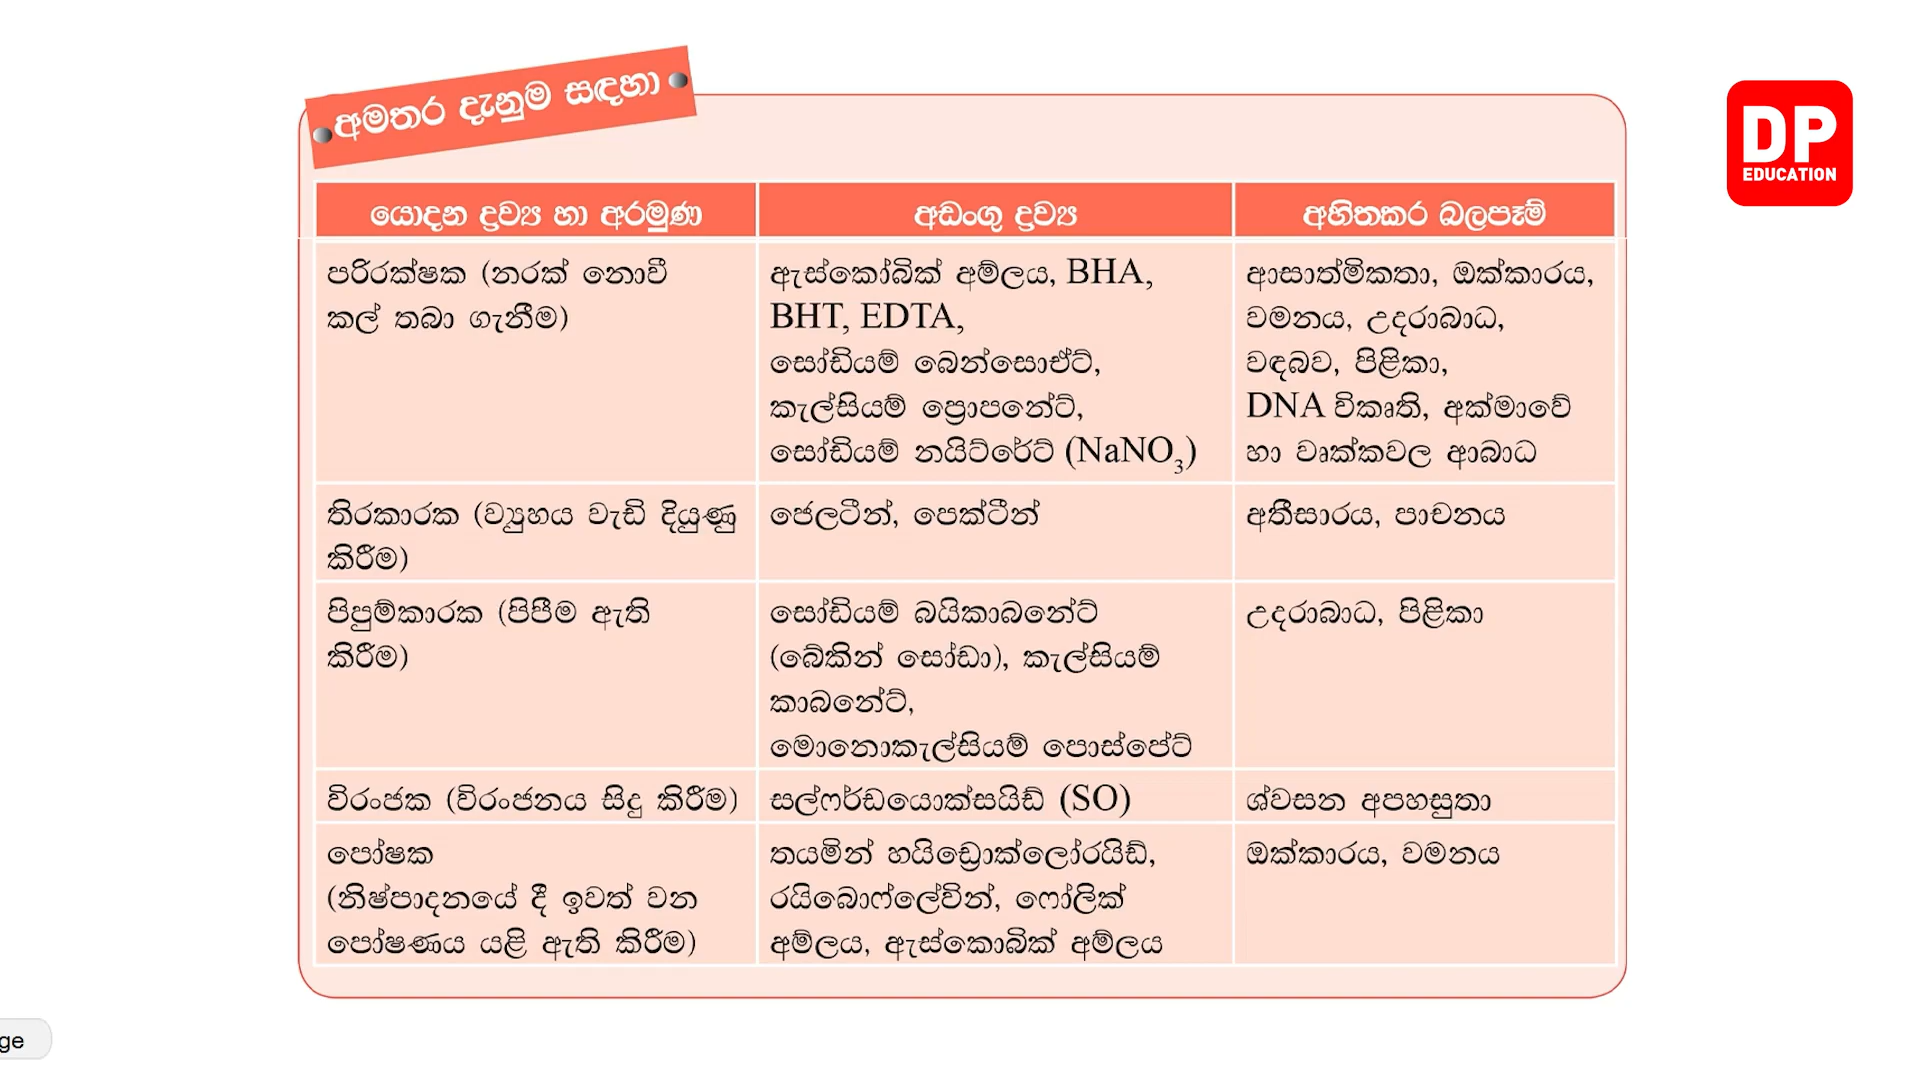 අමතර දැනුම සඳහා
DP
EDUCATION
යොදන ද්‍රව්‍ය හා අරමුණ
අඩංගු ද්‍රව්‍ය
අහිතකර බලපෑම්
පරිරක්ෂක (නරක් නොවී
කල් තබා ගැනීම)
ඇස්කෝබික් අම්ලය, BHA,
BHT, EDTA,
සෝඩියම් බෙන්සොඒට්,
කැල්සියම් ප්‍රොපනේට්,
සෝඩියම් නයිට්රේට් (NaNO₃)
ආසාත්මිකතා, ඔක්කාරය,
වමනය, උදරාබාධ,
වඳබව, පිළිකා,
DNA විකෘති, අක්මාවේ
හා වෘක්කවල ආබාධ
තිරකාරක (ව්‍යුහය වැඩි දියුණු
කිරීම)
ජෙලටීන්, පෙක්ටීන්
අතීසාරය, පාචනය
පිපුම්කාරක (පිපීම ඇති
කිරීම)
සෝඩියම් බයිකාබනේට්
(බේකින් සෝඩා), කැල්සියම්
කාබනේට්,
මොනොකැල්සියම් පොස්පේට්
උදරාබාධ, පිළිකා
විරංජක (විරංජනය සිදු කිරීම)
සල්ෆර්ඩයොක්සයිඩ් (SO)
ශ්වසන අපහසුතා
පෝෂක
(නිෂ්පාදනයේ දී ඉවත් වන
පෝෂණය යළි ඇති කිරීම)
තයමින් හයිඩ්‍රොක්ලෝරයිඩ්,
රයිබොෆ්ලේවින්, ෆෝලික්
අම්ලය, ඇස්කොබික් අම්ලය
ඔක්කාරය, වමනය
ge